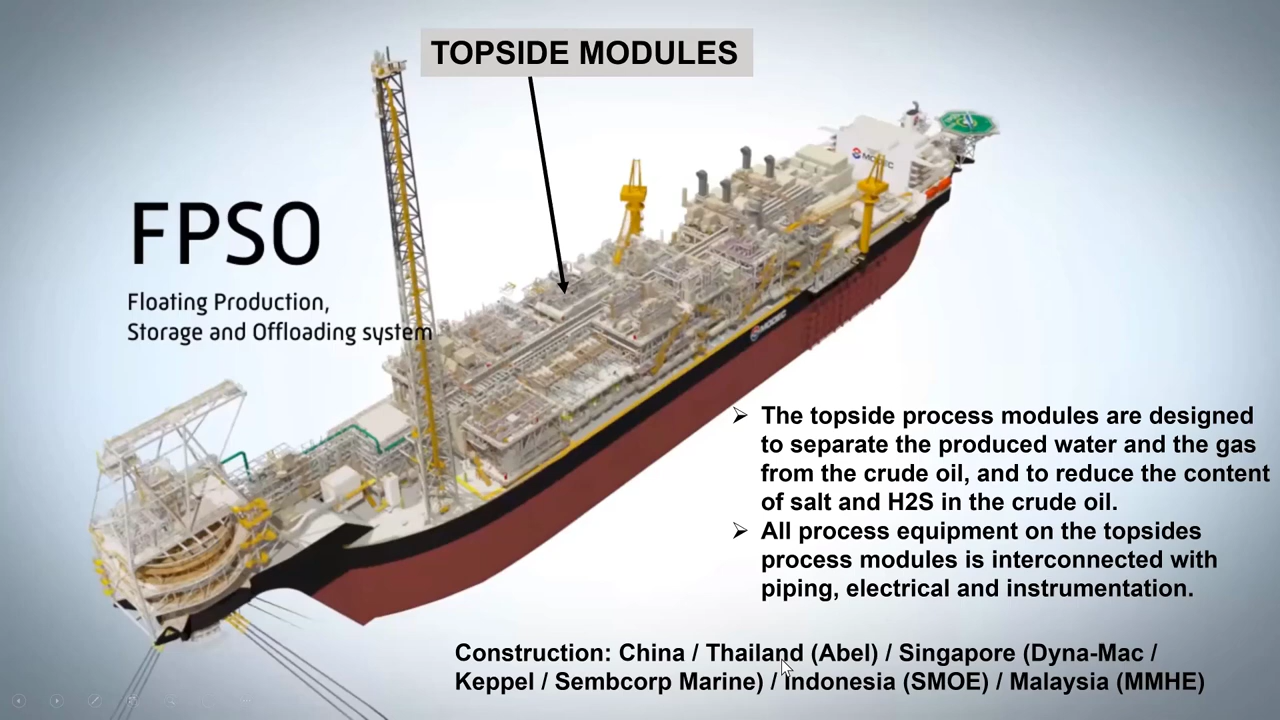 TOPSIDE MODULES
FPSO
Floating Production,
Storage and Offloading system
MODEC
MODEC
➢ The topside process modules are designed
to separate the produced water and the gas
from the crude oil, and to reduce the content
of salt and H2S in the crude oil.
➢ All process equipment on the topsides
process modules is interconnected with
piping, electrical and instrumentation.
Construction: China / Thailand (Abel) / Singapore (Dyna-Mac /
Keppel / Sembcorp Marine) / Indonesia (SMOE) / Malaysia (MMHE)